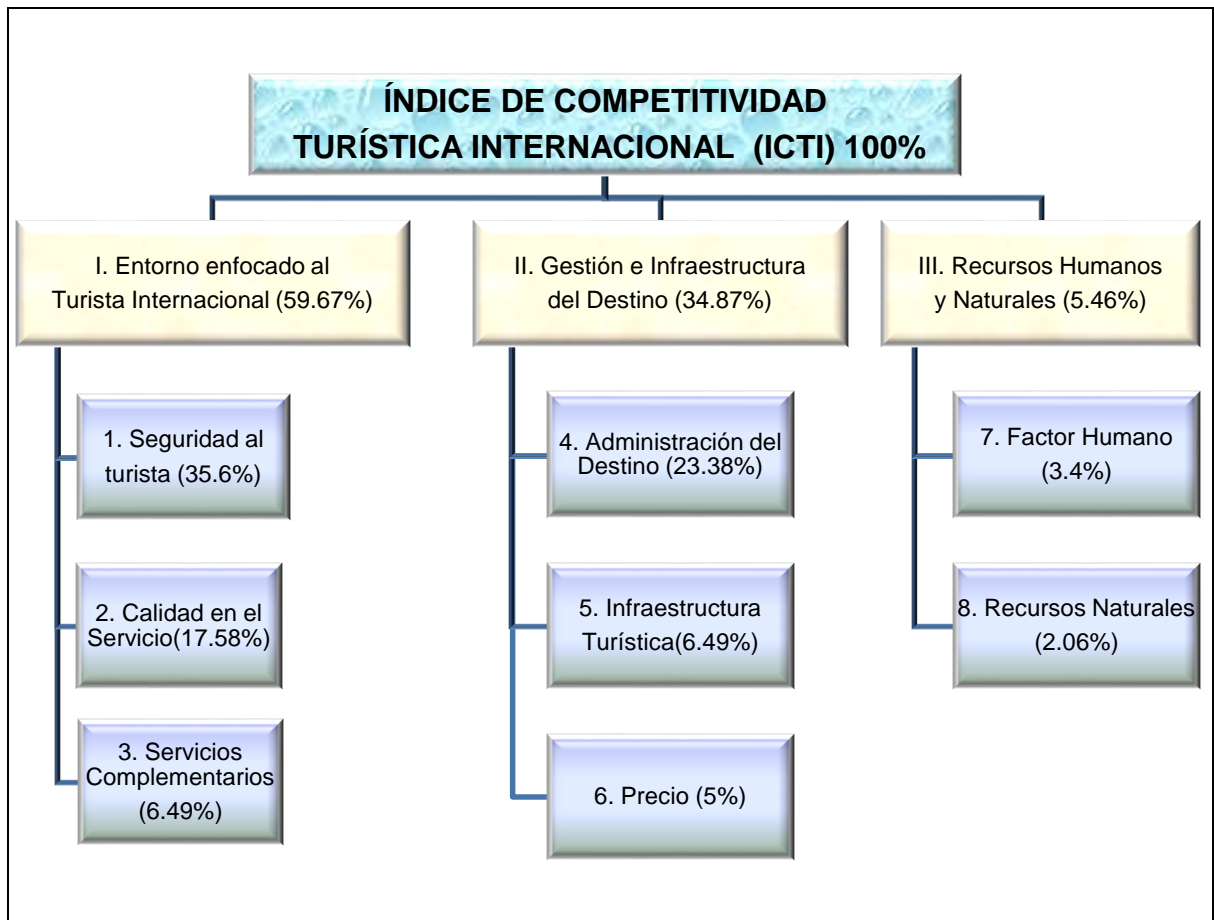 ÍNDICE DE COMPETITIVIDAD
TURÍSTICA INTERNACIONAL (ICTI) 100%
I. Entorno enfocado al
Turista Internacional (59.67%)
II. Gestión e Infraestructura
del Destino (34.87%)
III. Recursos Humanos
y Naturales (5.46%)
1. Seguridad al
turista (35.6%)
2. Calidad en el
Servicio(17.58%)
3. Servicios
Complementarios
(6.49%)
4. Administración del
Destino (23.38%)
5. Infraestructura
Turística(6.49%)
6. Precio (5%)
7. Factor Humano
(3.4%)
8. Recursos Naturales
(2.06%)